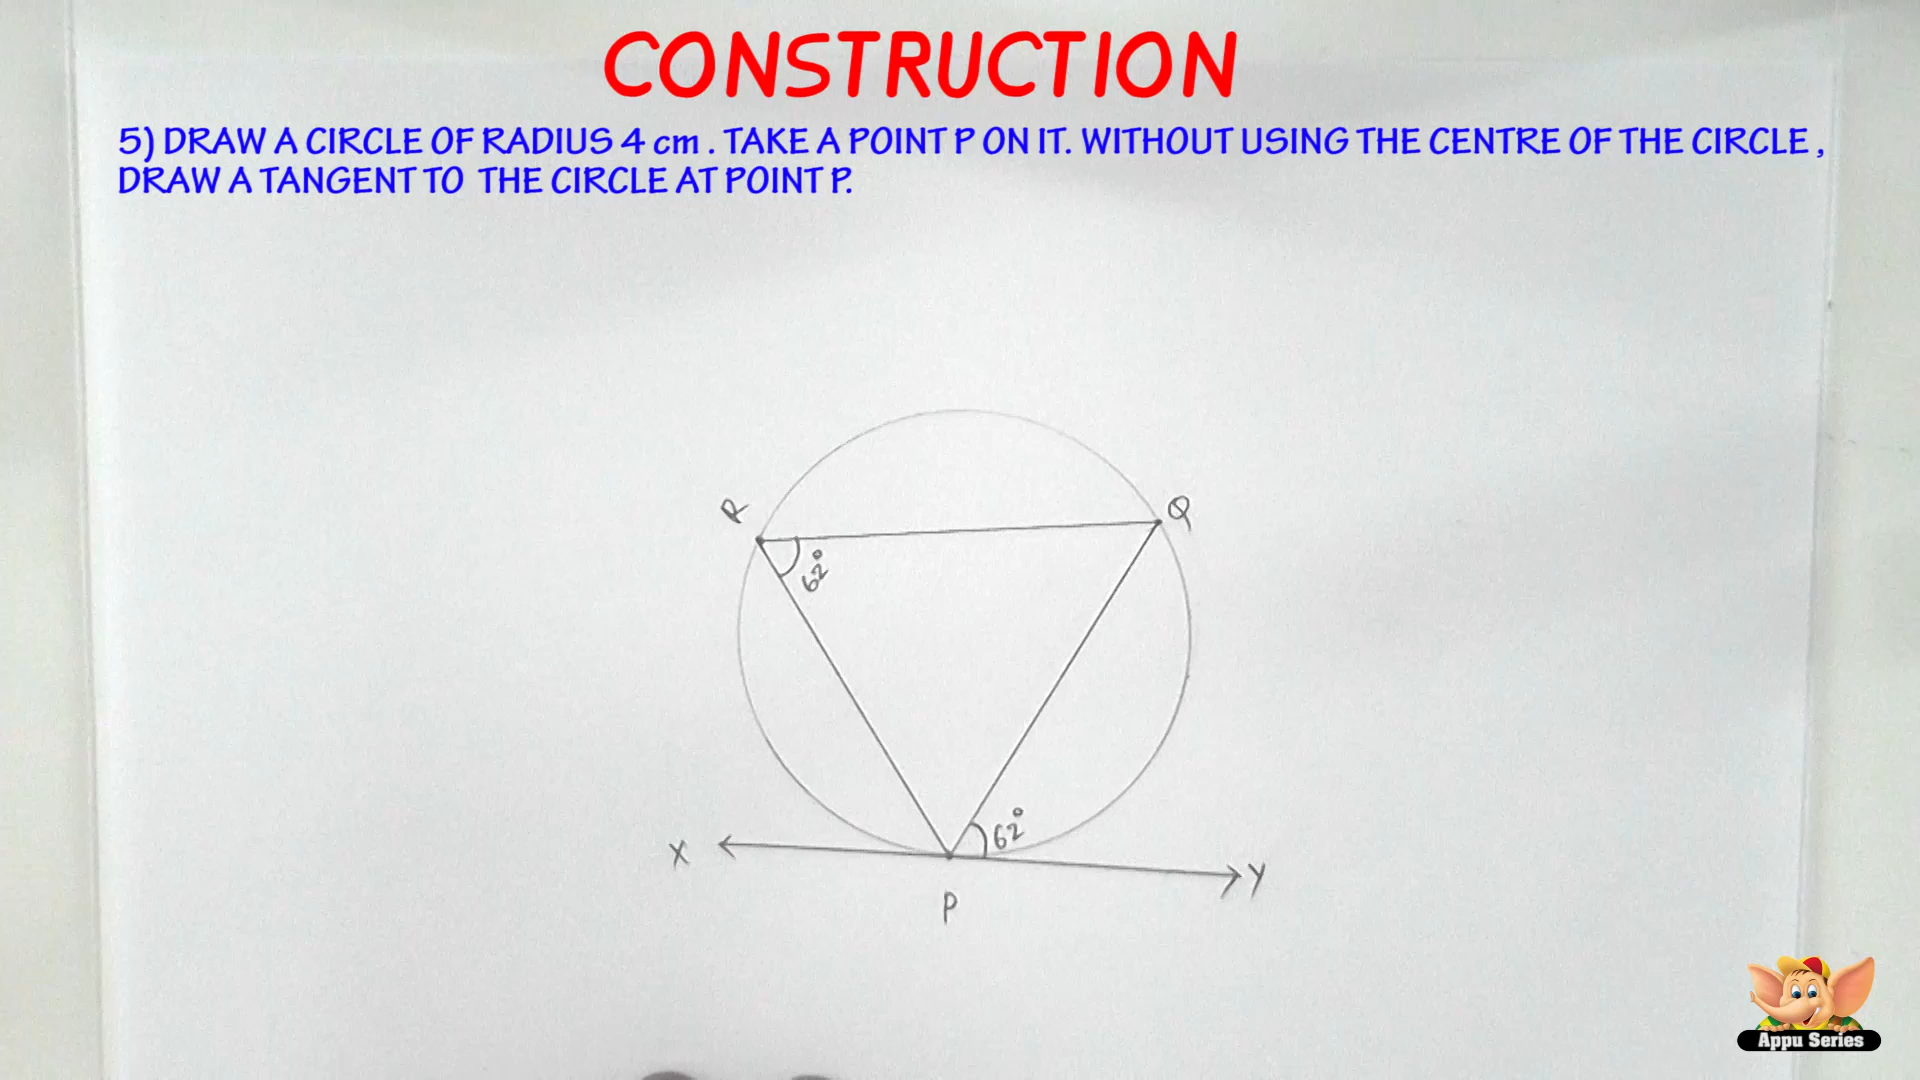 CONSTRUCTION
5) DRAW A CIRCLE OF RADIUS 4 cm . TAKE A POINT P ON IT. WITHOUT USING THE CENTRE OF THE CIRCLE ,
DRAW A TANGENT TO THE CIRCLE AT POINT P.
R
Q
62°
62°
X
Y
P
Appu Series